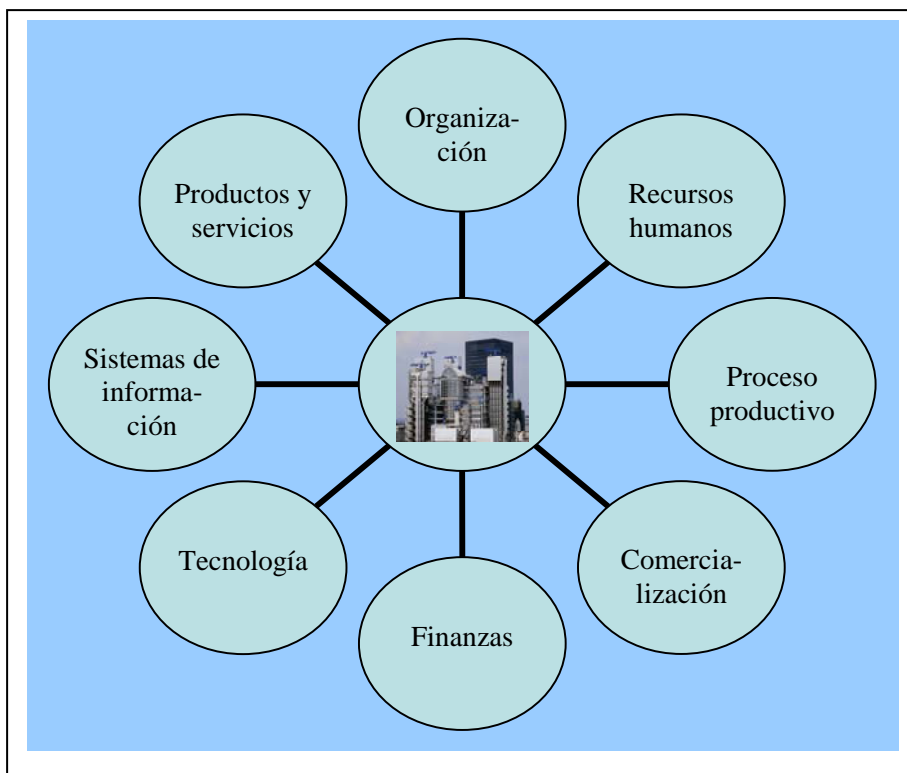 Organiza-
ción
Recursos
humanos
Proceso
productivo
Comercia-
lización
Finanzas
Tecnología
Sistemas de
informa-
ción
Productos y
servicios